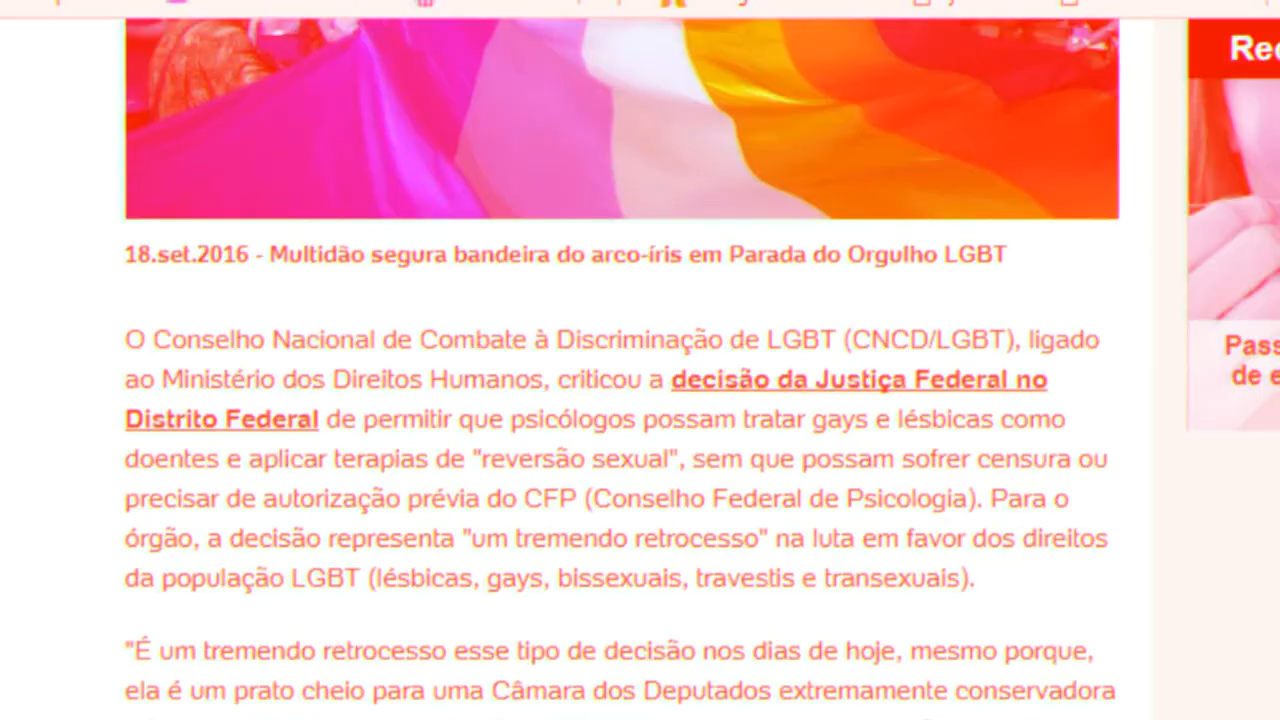 18.set.2016 - Multidão segura bandeira do arco-íris em Parada do Orgulho LGBT
O Conselho Nacional de Combate à Discriminação de LGBT (CNCD/LGBT), ligado
ao Ministério dos Direitos Humanos, criticou a decisão da Justiça Federal no
Distrito Federal de permitir que psicólogos possam tratar gays e lésbicas como
doentes e aplicar terapias de "reversão sexual", sem que possam sofrer censura ou
precisar de autorização prévia do CFP (Conselho Federal de Psicologia). Para o
órgão, a decisão representa "um tremendo retrocesso" na luta em favor dos direitos
da população LGBT (lésbicas, gays, bissexuais, travestis e transexuais).
"É um tremendo retrocesso esse tipo de decisão nos dias de hoje, mesmo porque,
ela é um prato cheio para uma Câmara dos Deputados extremamente conservadora
Pass
de e